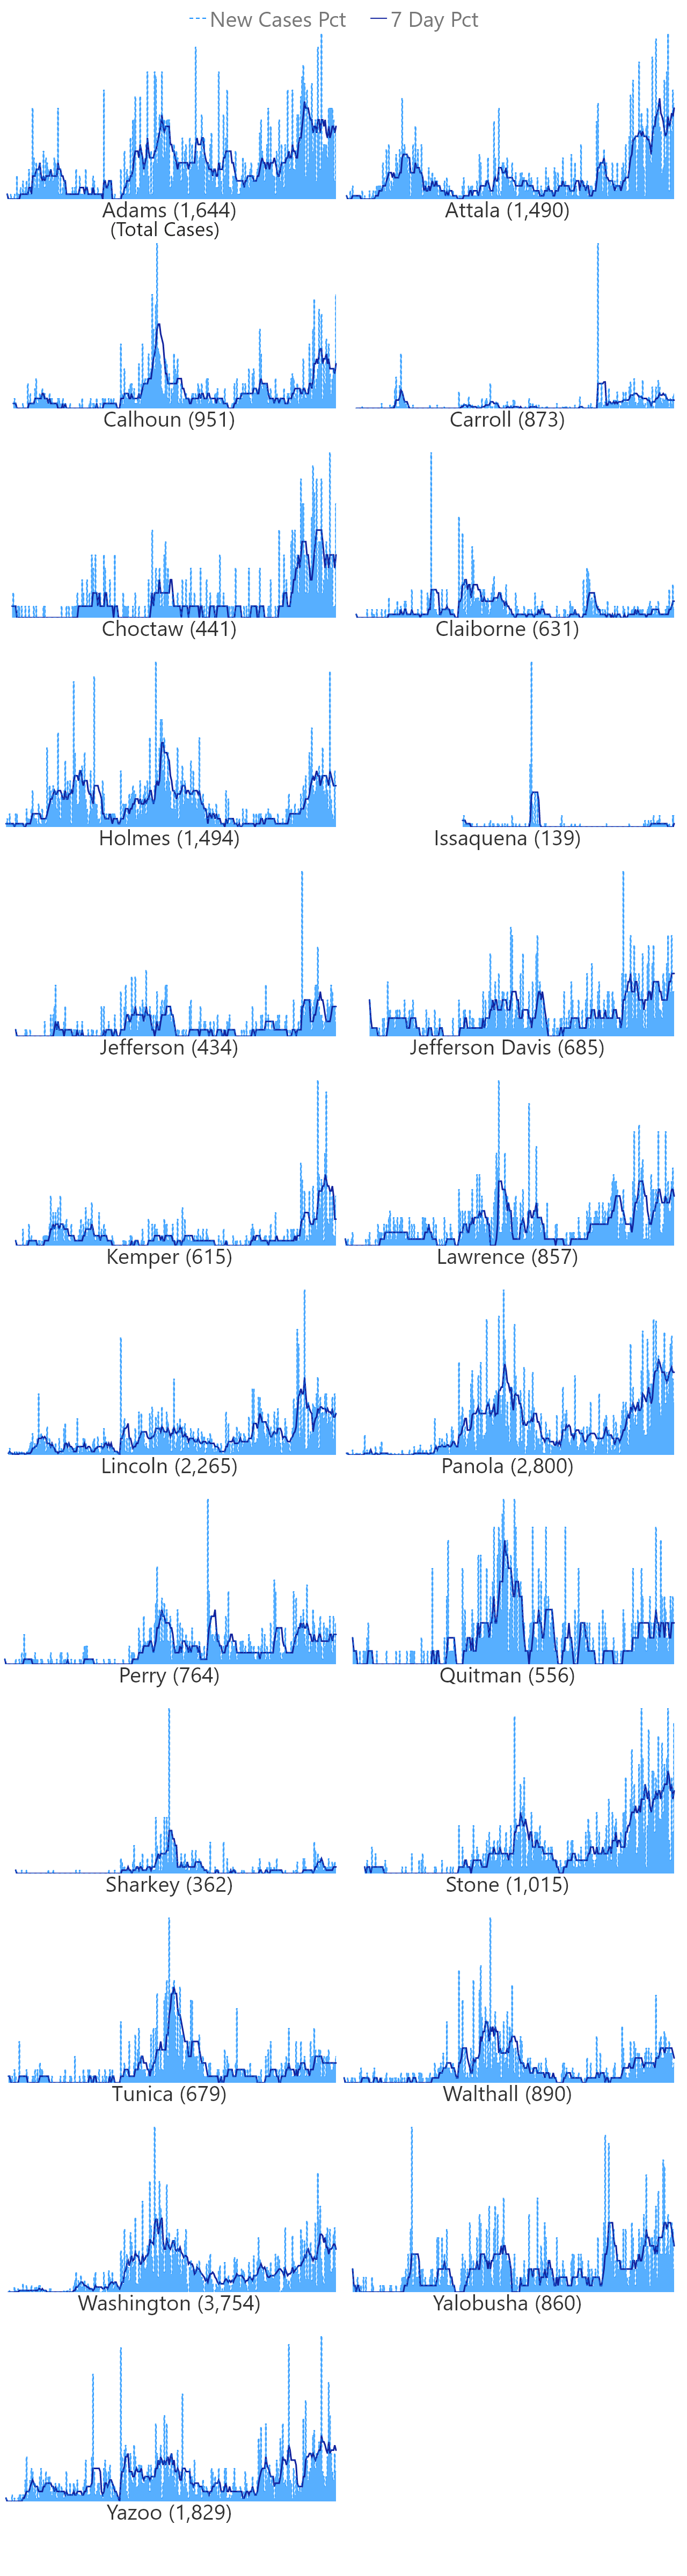 New Cases Pct 7 Day Pct
Adams (1,644) Attala (1,490)
(Total Cases)
Calhoun (951) Carroll (873)
Choctaw (441) Claiborne (631)
Holmes (1,494) Issaquena (139)
Jefferson (434) Jefferson Davis (685)
Kemper (615) Lawrence (857)
Lincoln (2,265) Panola (2,800)
Perry (764) Quitman (556)
Sharkey (362) Stone (1,015)
Tunica (679) Walthall (890)
Washington (3,754) Yalobusha (860)
Yazoo (1,829)